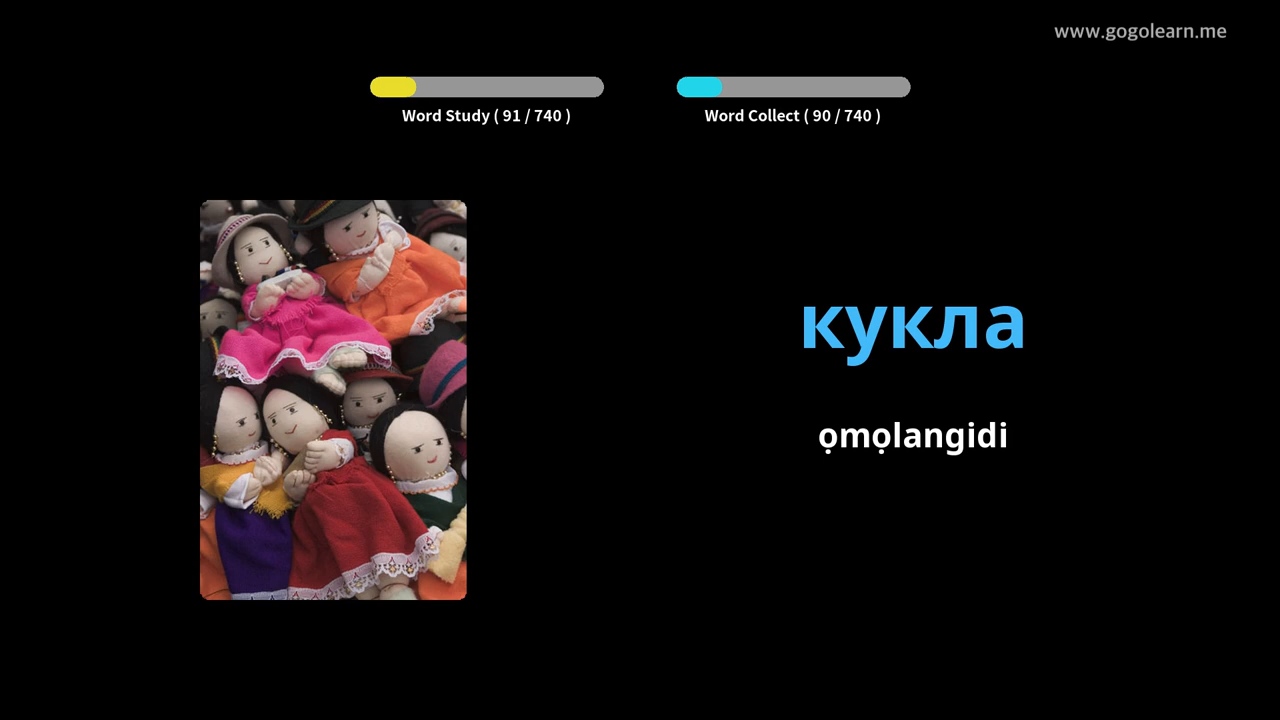 www.gogolearn.me
Word Study ( 91 / 740 )
Word Collect ( 90 / 740 )
кукла
ọmọlangidi